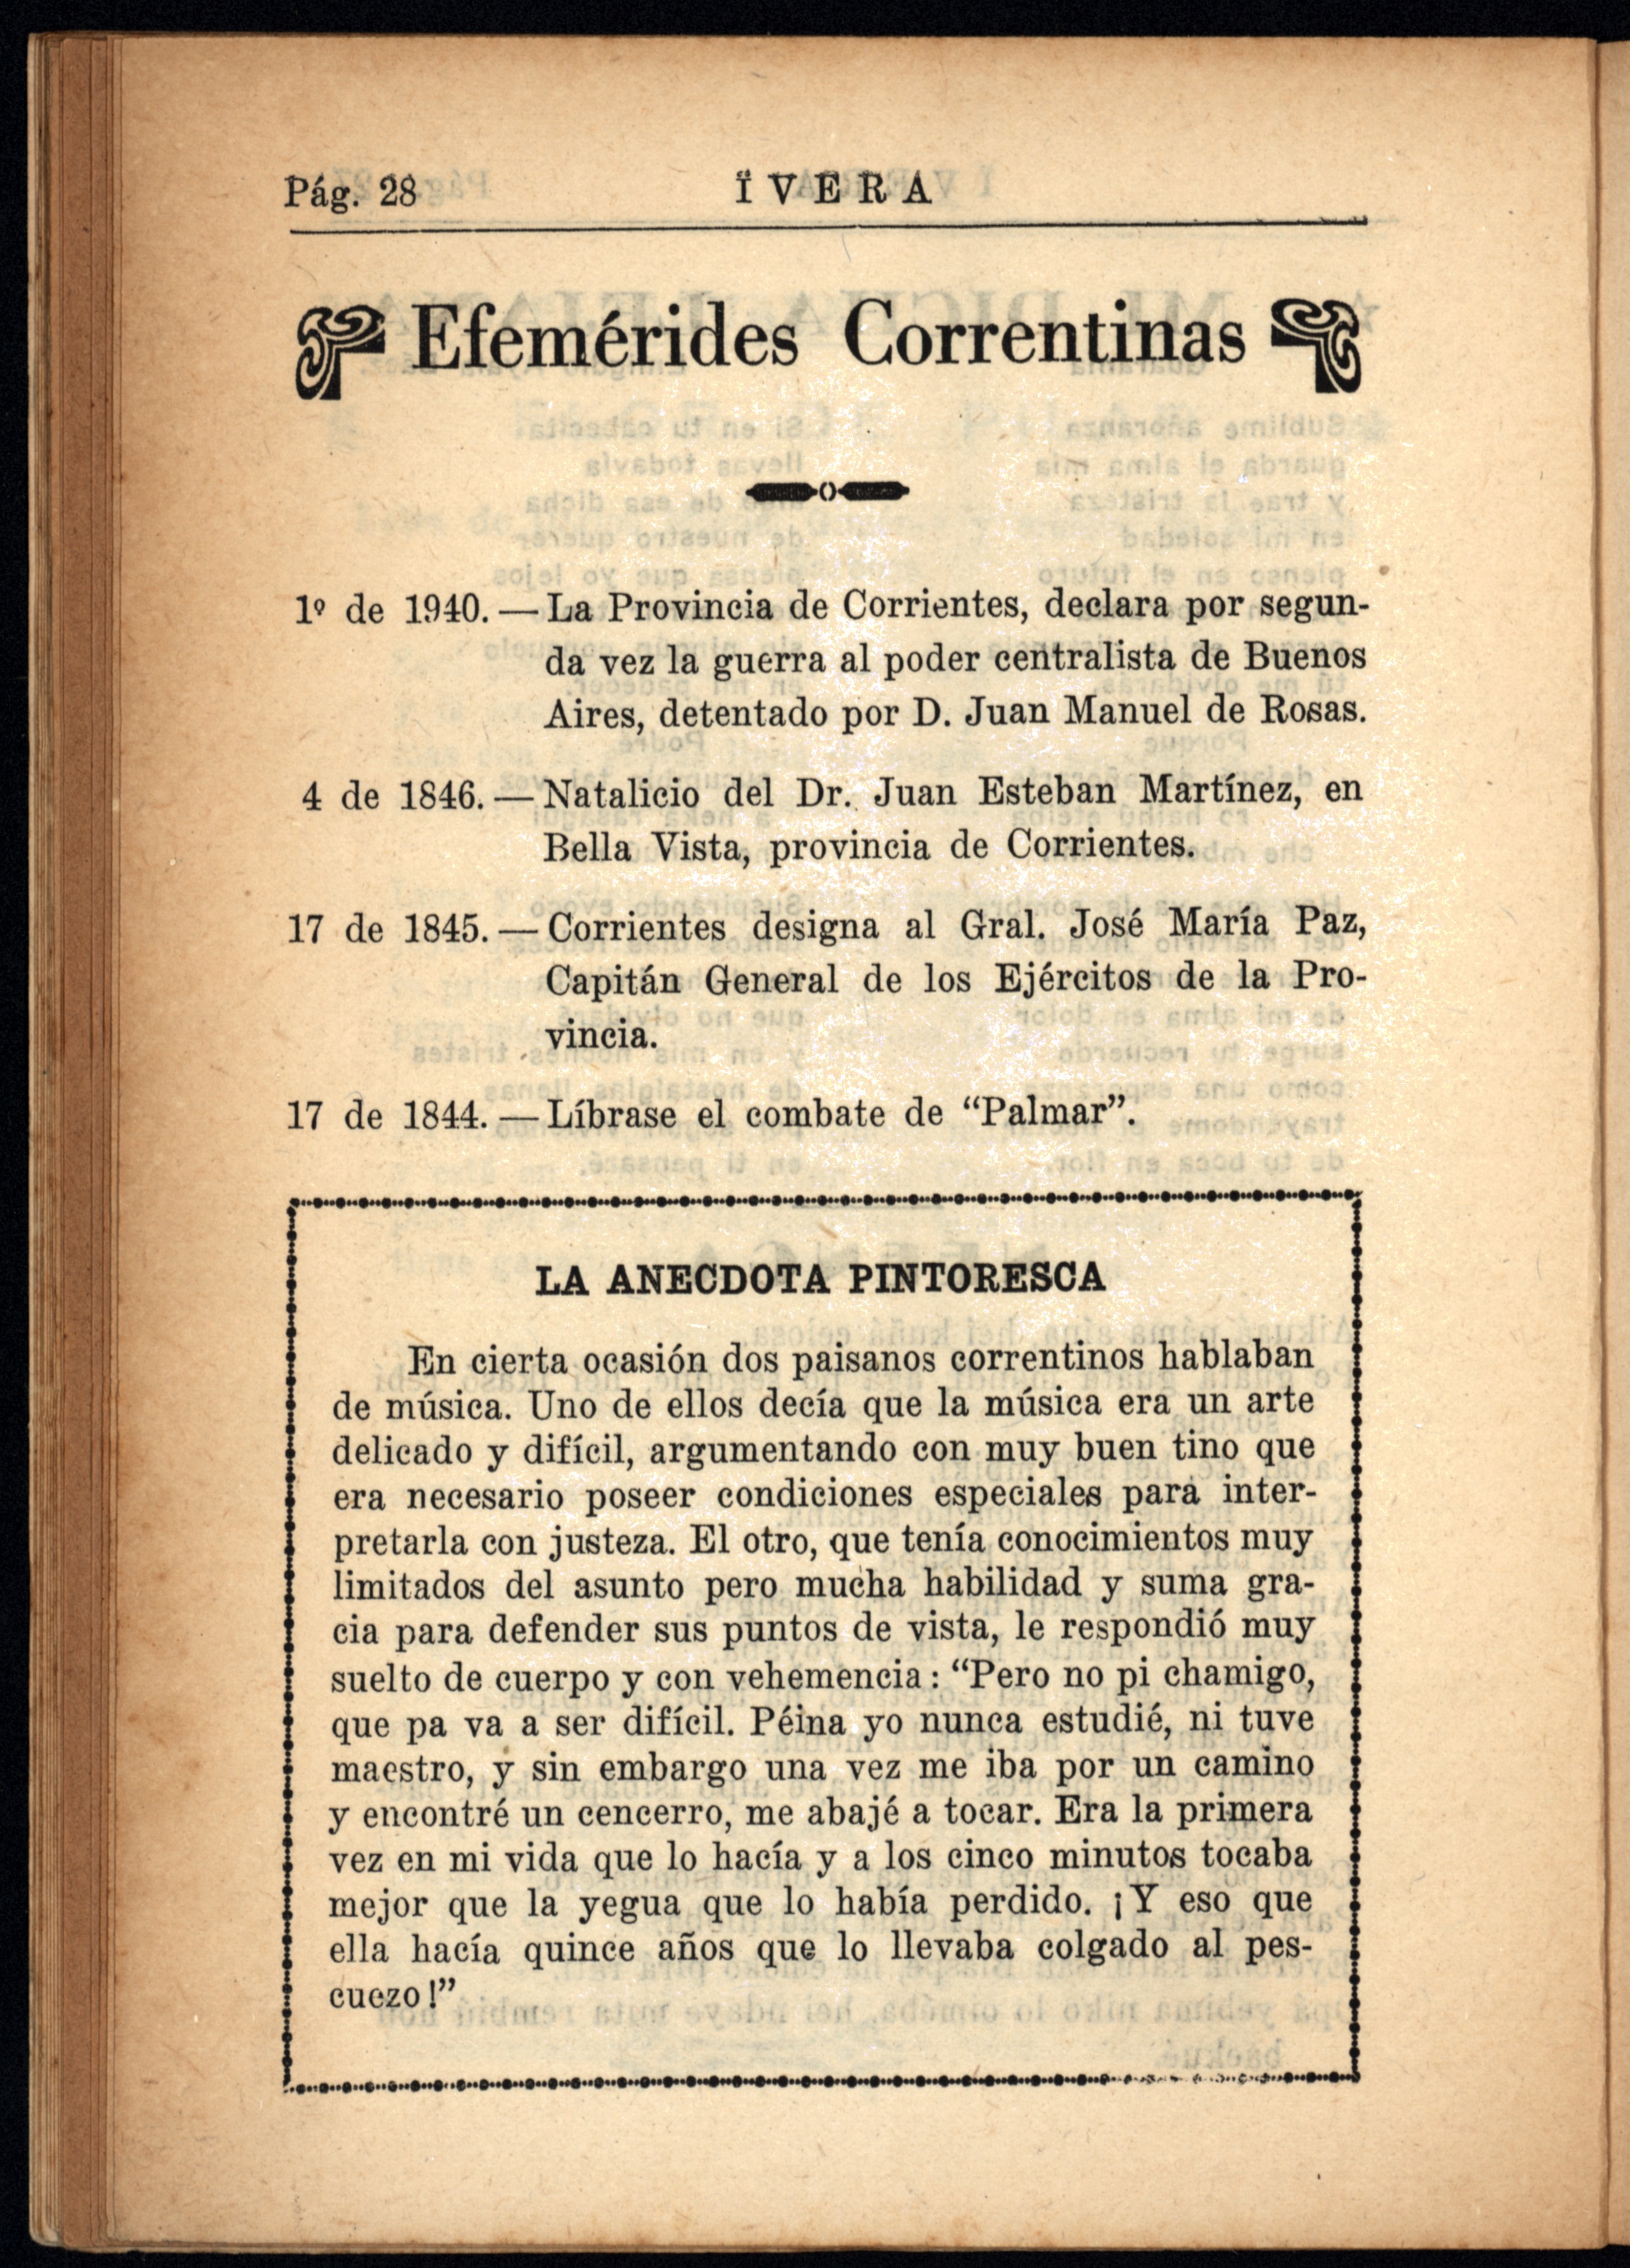 Pág. 28
Ï V E R A
Efemérides Correntinas
1º de 1940. — La Provincia de Corrientes, declara por segun-
da vez la guerra al poder centralista de Buenos
Aires, detentado por D. Juan Manuel de Rosas.
4 de 1846. — Natalicio del Dr. Juan Esteban Martínez, en
Bella Vista, provincia de Corrientes.
17 de 1845. — Corrientes designa al Gral. José María Paz,
Capitán General de los Ejércitos de la Pro-
vincia.
17 de 1844. — Líbrase el combate de “Palmar”.
LA ANECDOTA PINTORESCA
En cierta ocasión dos paisanos correntinos hablaban
de música. Uno de ellos decía que la música era un arte
delicado y difícil, argumentando con muy buen tino que
era necesario poseer condiciones especiales para inter-
pretarla con justeza. El otro, que tenía conocimientos muy
limitados del asunto pero mucha habilidad y suma gra-
cia para defender sus puntos de vista, le respondió muy
suelto de cuerpo y con vehemencia: “Pero no pi chamigo,
que pa va a ser difícil. Péina yo nunca estudié, ni tuve
maestro, y sin embargo una vez me iba por un camino
y encontré un cencerro, me abajé a tocar. Era la primera
vez en mi vida que lo hacía y a los cinco minutos tocaba
mejor que la yegua que lo había perdido. ¡Y eso que
ella hacía quince años que lo llevaba colgado al pes-
cuezo!”